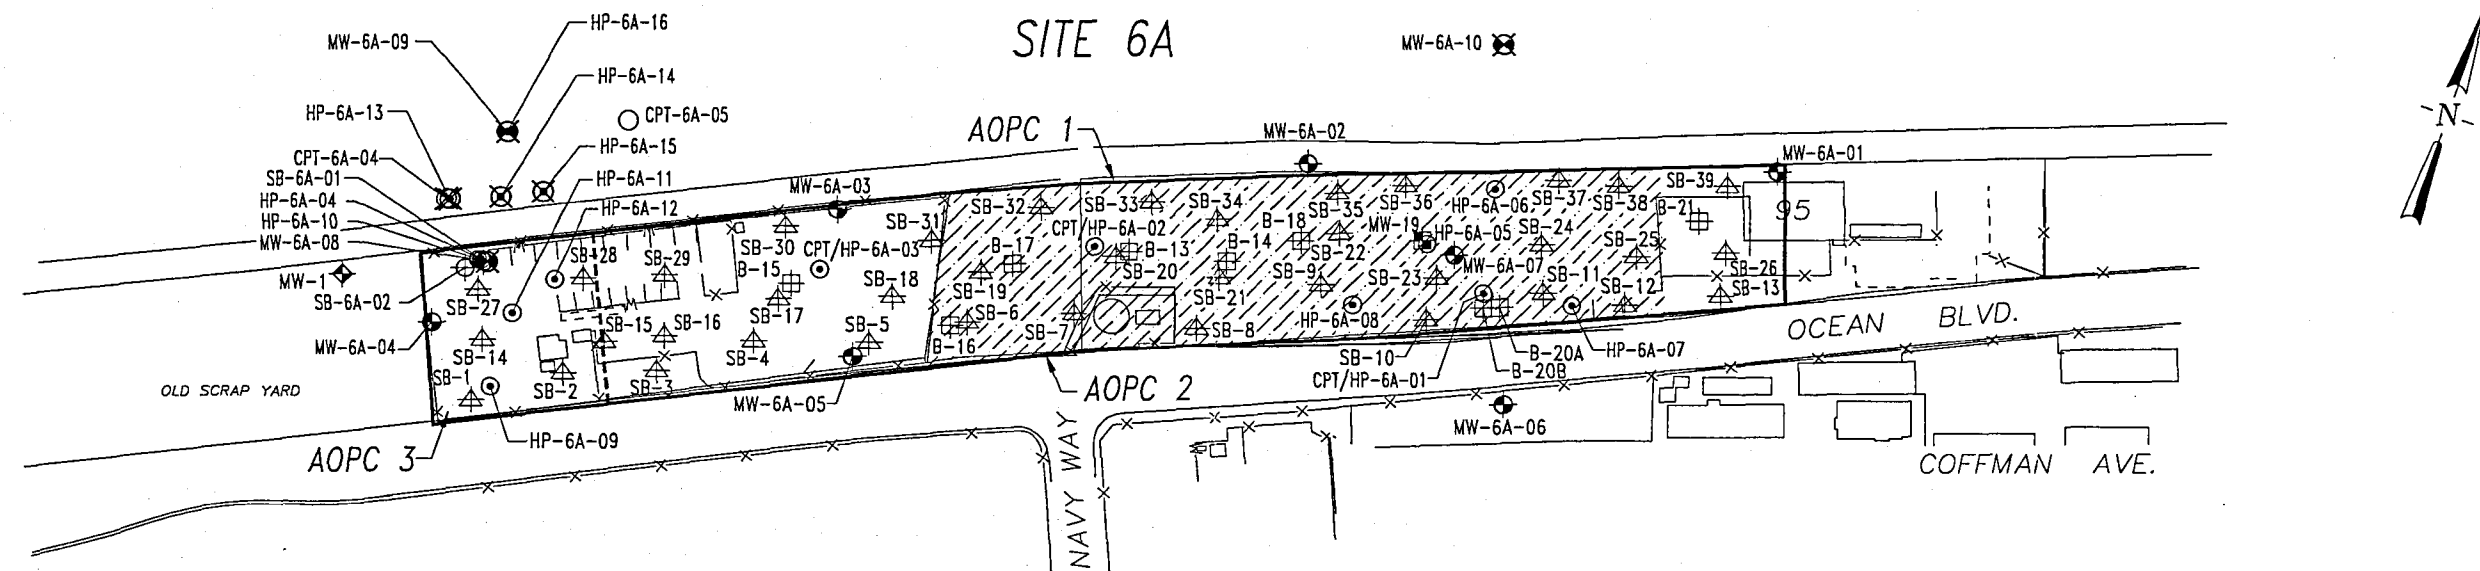 SITE 6A
HP-6A-16
MW-6A-09
MW-6A-10
HP-6A-14
HP-6A-13
CPT-6A-05
AOPC 1
MW-6A-02
HP-6A-15
CPT-6A-04
SB-6A-01
HP-6A-04
HP-6A-10
MW-6A-08
HP-6A-11
HP-6A-12
MW-6A-03
MW-6A-01
SB-31
SB-32
SB-33
SB-34
SB-35
SB-36
HP-6A-06
SB-37
SB-38
SB-39
95
B-18
MW-19
B-21
SB-30
CPT/HP-6A-03
CPT/HP-6A-02
B-17
B-13
B-14
SB-22
HP-6A-05
SB-24
SB-25
SB-28
SB-29
B-15
SB-18
SB-20
SB-9
SB-23
MW-6A-07
SB-26
MW-1
SB-6A-02
SB-27
SB-17
SB-19
SB-21
SB-11
SB-12
SB-13
SB-15
SB-16
SB-5
SB-6
SB-7
SB-8
HP-6A-08
OCEAN BLVD.
MW-6A-04
SB-14
SB-4
B-16
SB-10
B-20A
HP-6A-07
SB-1
SB-2
SB-3
CPT/HP-6A-01
B-20B
OLD SCRAP YARD
MW-6A-05
AOPC 2
MW-6A-06
HP-6A-09
AOPC 3
COFFMAN AVE.
NAVY WAY
N